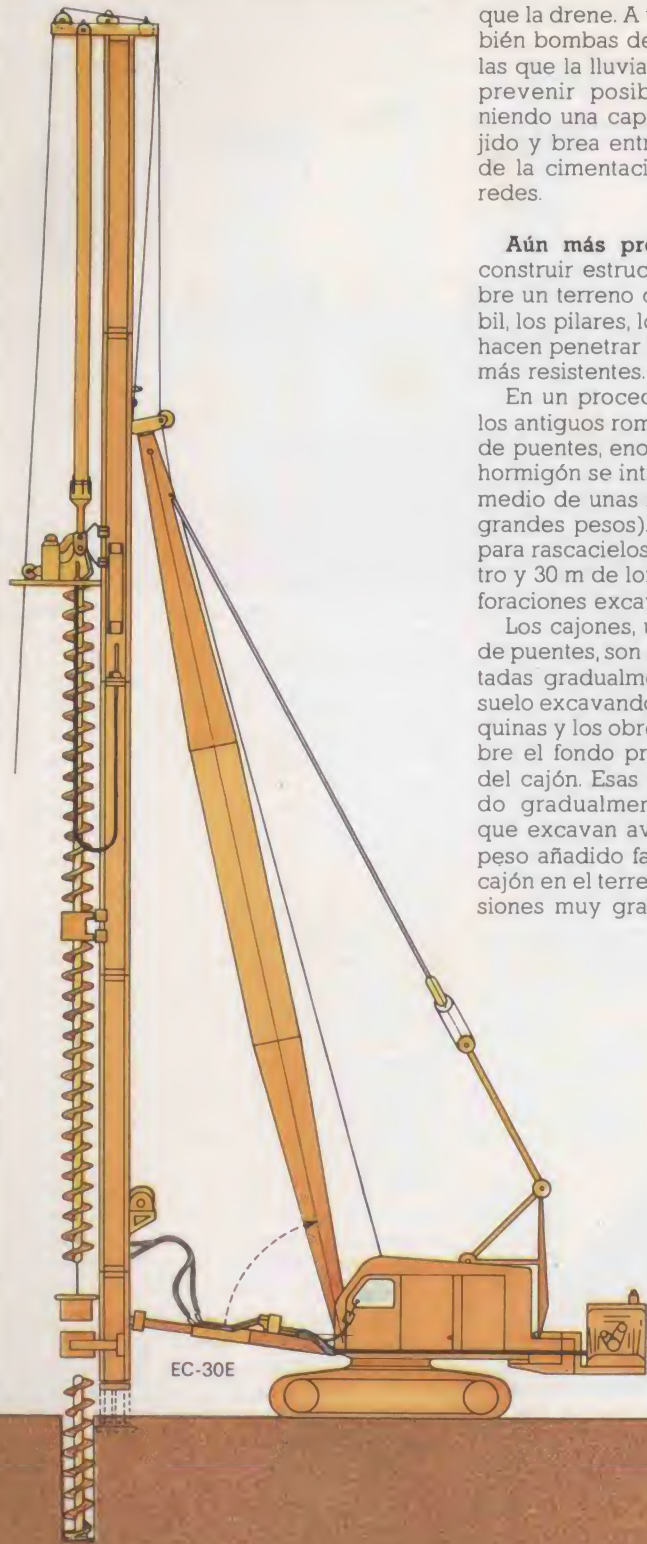 que la drene. A
bién bombas de
las que la lluvia
prevenir posib
niendo una cap
jido y brea entr
de la cimentaci
redes.
Aún más pro
construir estruc
bre un terreno d
bil, los pilares, lo
hacen penetrar
más resistentes.
En un proced
los antiguos rom
de puentes, eno
hormigón se int
medio de unas
grandes pesos).
para rascacielos
tro y 30 m de lon
foraciones excav
Los cajones, u
de puentes, son
tadas gradualme
suelo excavando
quinas y los obre
bre el fondo pr
del cajón. Esas
do gradualmen
que excavan av
peso añadido fa
cajón en el terre
siones muy gra
EC-30E